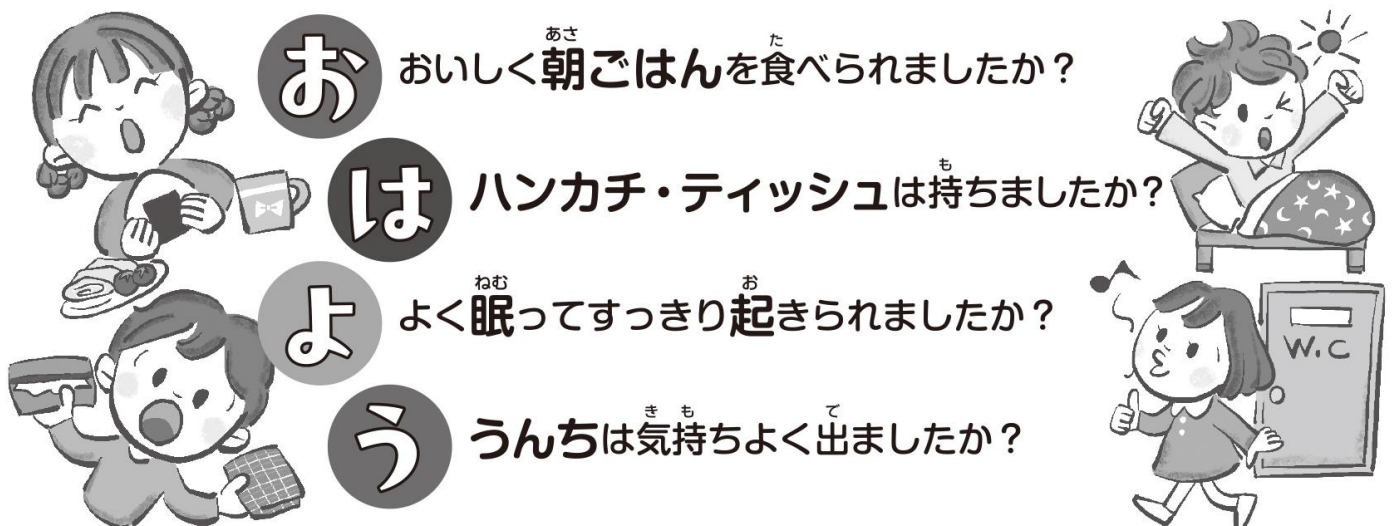 お おいしく朝ごはんを食べられましたか？
は ハンカチ・ティッシュは持ちましたか？
よ よく眠ってすっきり起きられましたか？
う うんちは気持ちよく出ましたか？
W.C